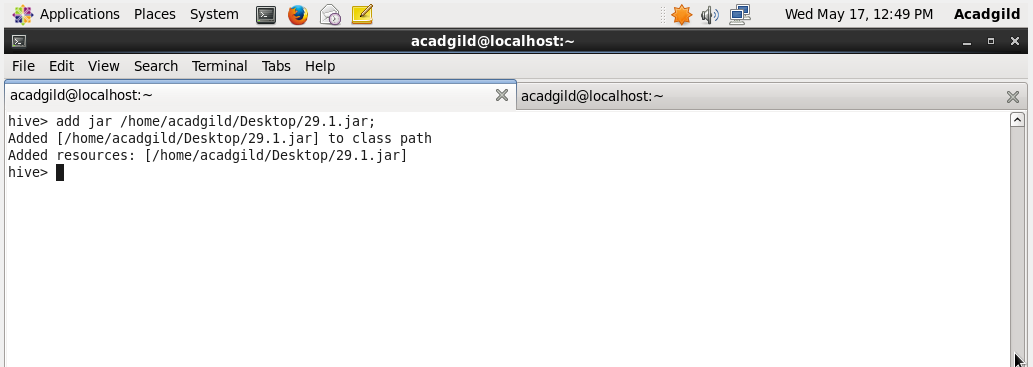 Applications Places System Wed May 17, 12:49 PM Acadgild
acadgild@localhost:~
File Edit View Search Terminal Tabs Help
acadgild@localhost:~ acadgild@localhost:~
hive> add jar /home/acadgild/Desktop/29.1.jar;
Added [/home/acadgild/Desktop/29.1.jar] to class path
Added resources: [/home/acadgild/Desktop/29.1.jar]
hive>